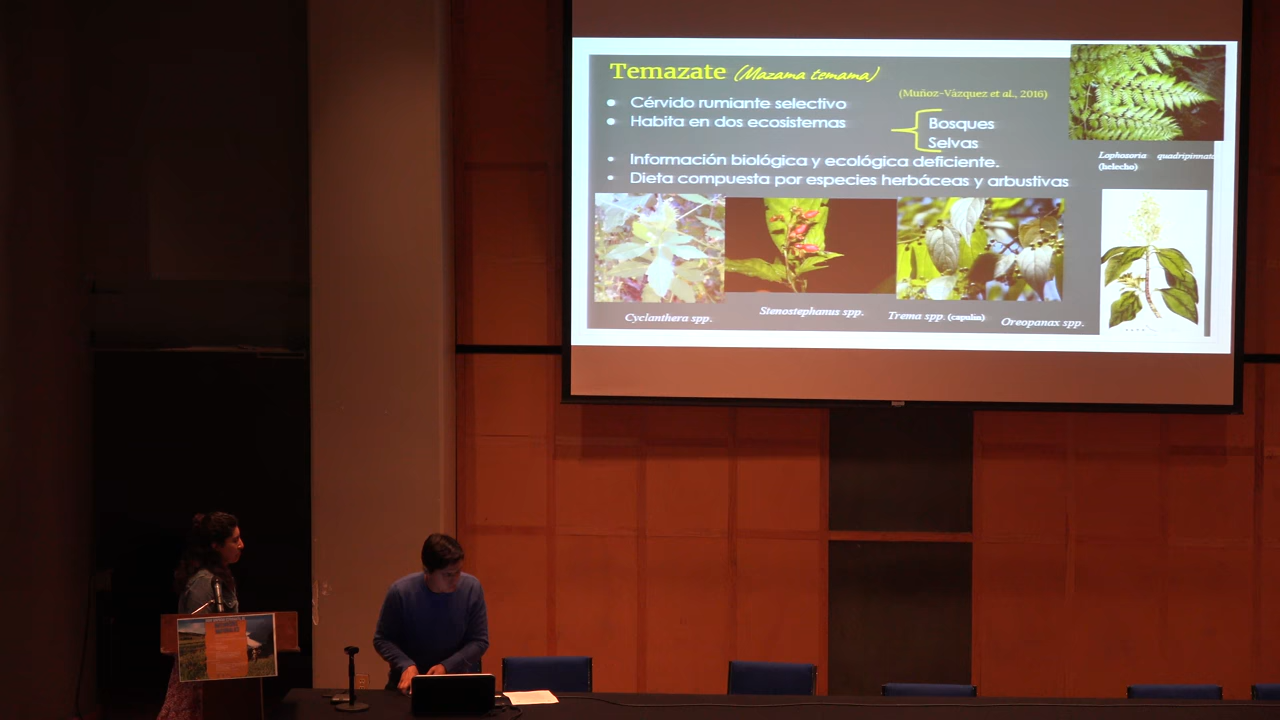 Temazate (Mazama temama)
(Muñoz-Vázquez et al., 2016)
• Cérvido rumiante selectivo
• Habita en dos ecosistemas
Bosques
Selvas
• Información biológica y ecológica deficiente.
• Dieta compuesta por especies herbáceas y arbustivas
Lophozoria quadripinnata
(helecho)
Cyclanthera spp.
Stenostephanus spp.
Trema spp. (capulín)
Oreopanax spp.